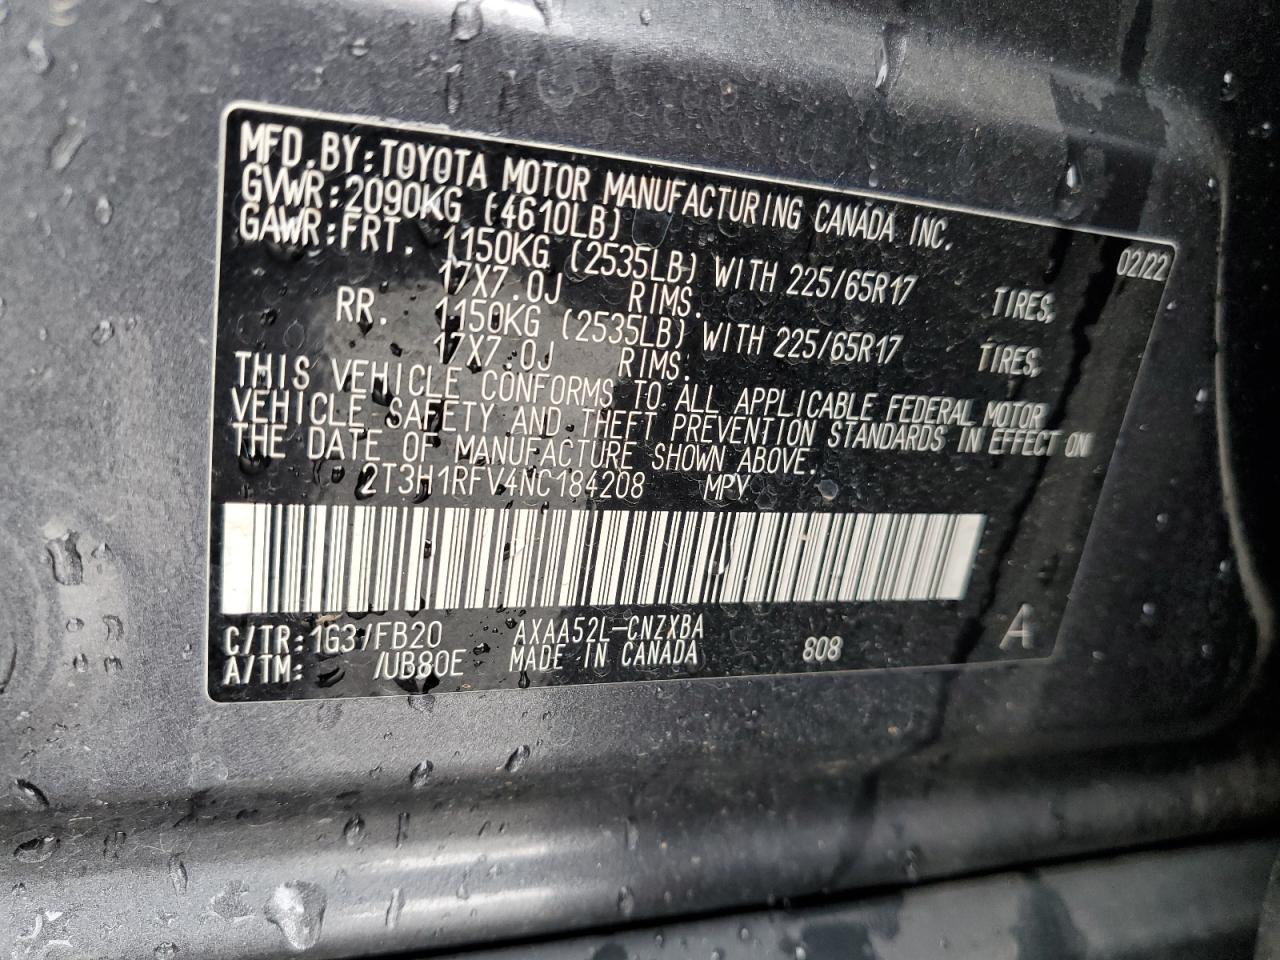 MFD.BY:TOYOTA MOTOR MANUFACTURING CANADA INC.
GVWR:2090KG (4610LB) 02/22
GAWR:FRT. 1150KG (2535LB) WITH 225/65R17 TIRES,
17X7.0J RIMS.
RR. 1150KG (2535LB) WITH 225/65R17 TIRES,
17X7.0J RIMS.
THIS VEHICLE CONFORMS TO ALL APPLICABLE FEDERAL MOTOR
VEHICLE SAFETY AND THEFT PREVENTION STANDARDS IN EFFECT ON
THE DATE OF MANUFACTURE SHOWN ABOVE.
2T3H1RFV4NC184208 MPV
C/TR:1G3 /FB20 AXAA52L-CNZXBA
A/TM: /UB80E MADE IN CANADA 808 A